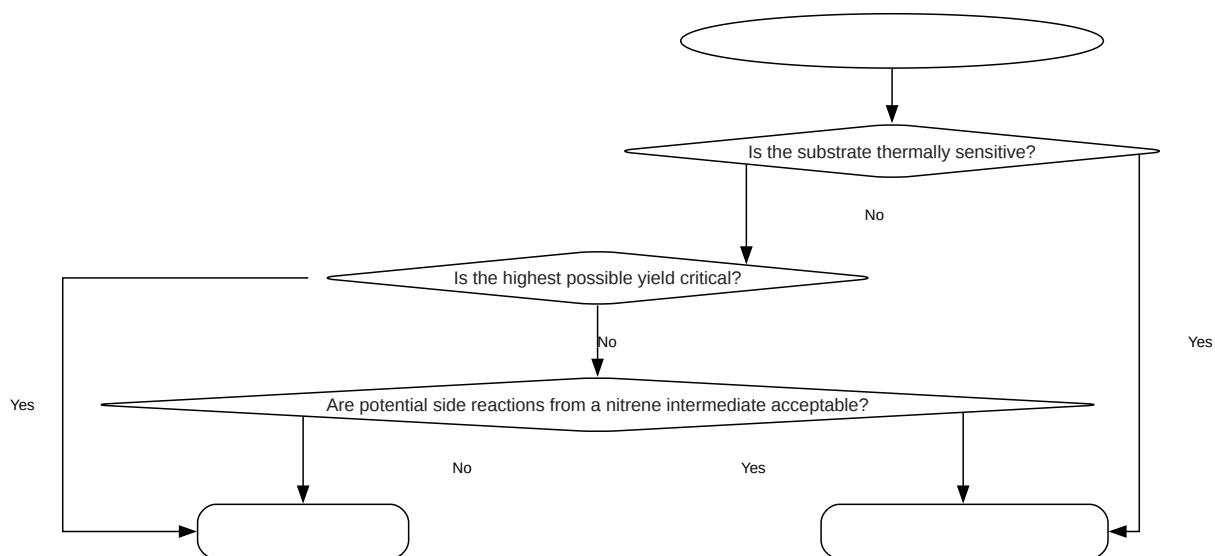 Is the substrate thermally sensitive?
No
Is the highest possible yield critical?
No
Yes
Yes
Are potential side reactions from a nitrene intermediate acceptable?
No
Yes